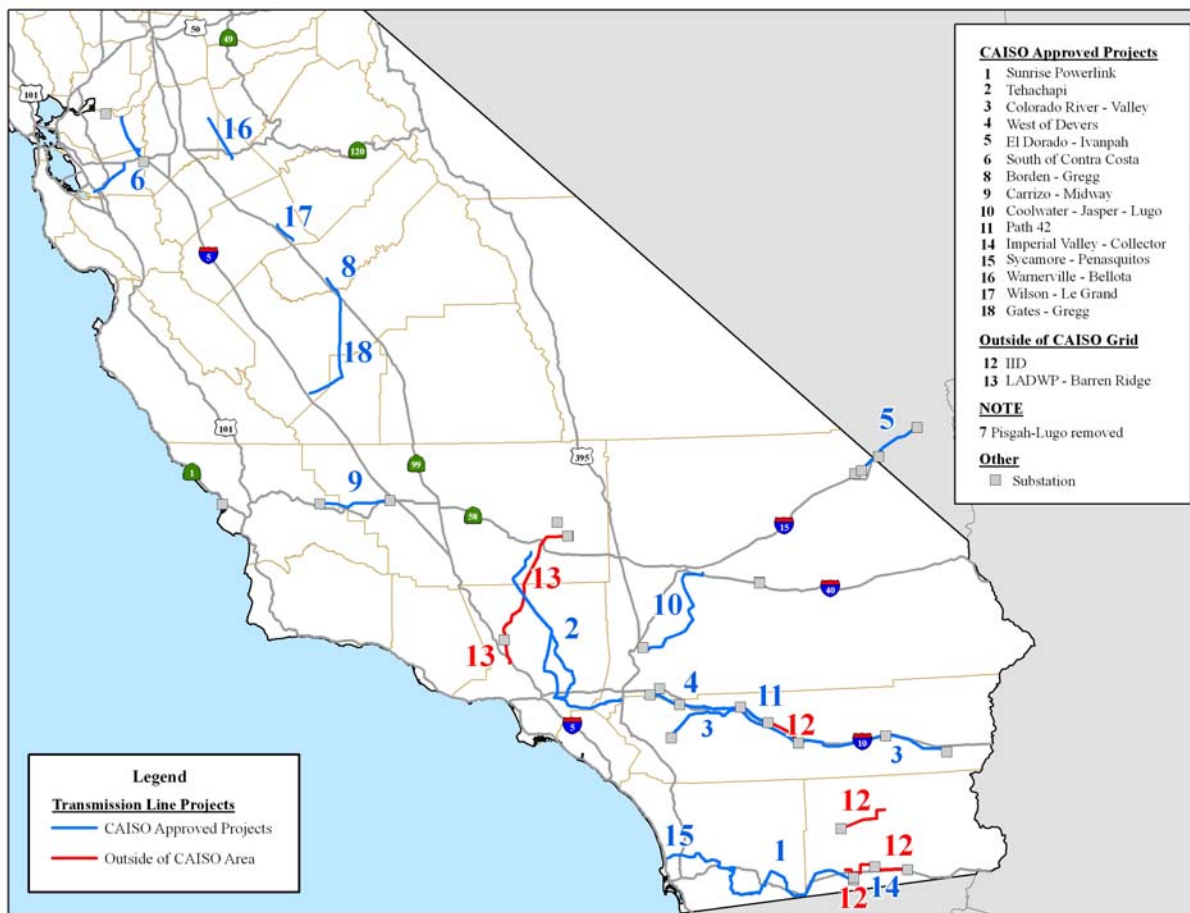 CAISO Approved Projects
1 Sunrise Powerlink
2 Tehachapi
3 Colorado River - Valley
4 West of Devers
5 El Dorado - Ivanpah
6 South of Contra Costa
8 Borden - Gregg
9 Carrizo - Midway
10 Coolwater - Jasper - Lugo
11 Path 42
14 Imperial Valley - Collector
15 Sycamore - Penasquitos
16 Warnerville - Bellota
17 Wilson - Le Grand
18 Gates - Gregg
Outside of CAISO Grid
12 IID
13 LADWP - Barren Ridge
NOTE
7 Pisgah-Lugo removed
Other
Substation
50
49
101
16
120
6
17
5
8
18
101
395
5
1
99
9
58
15
13
40
10
2
13
4
11
3
12
5
10
3
12
15
1
12
12
14
Legend
Transmission Line Projects
CAISO Approved Projects
Outside of CAISO Area